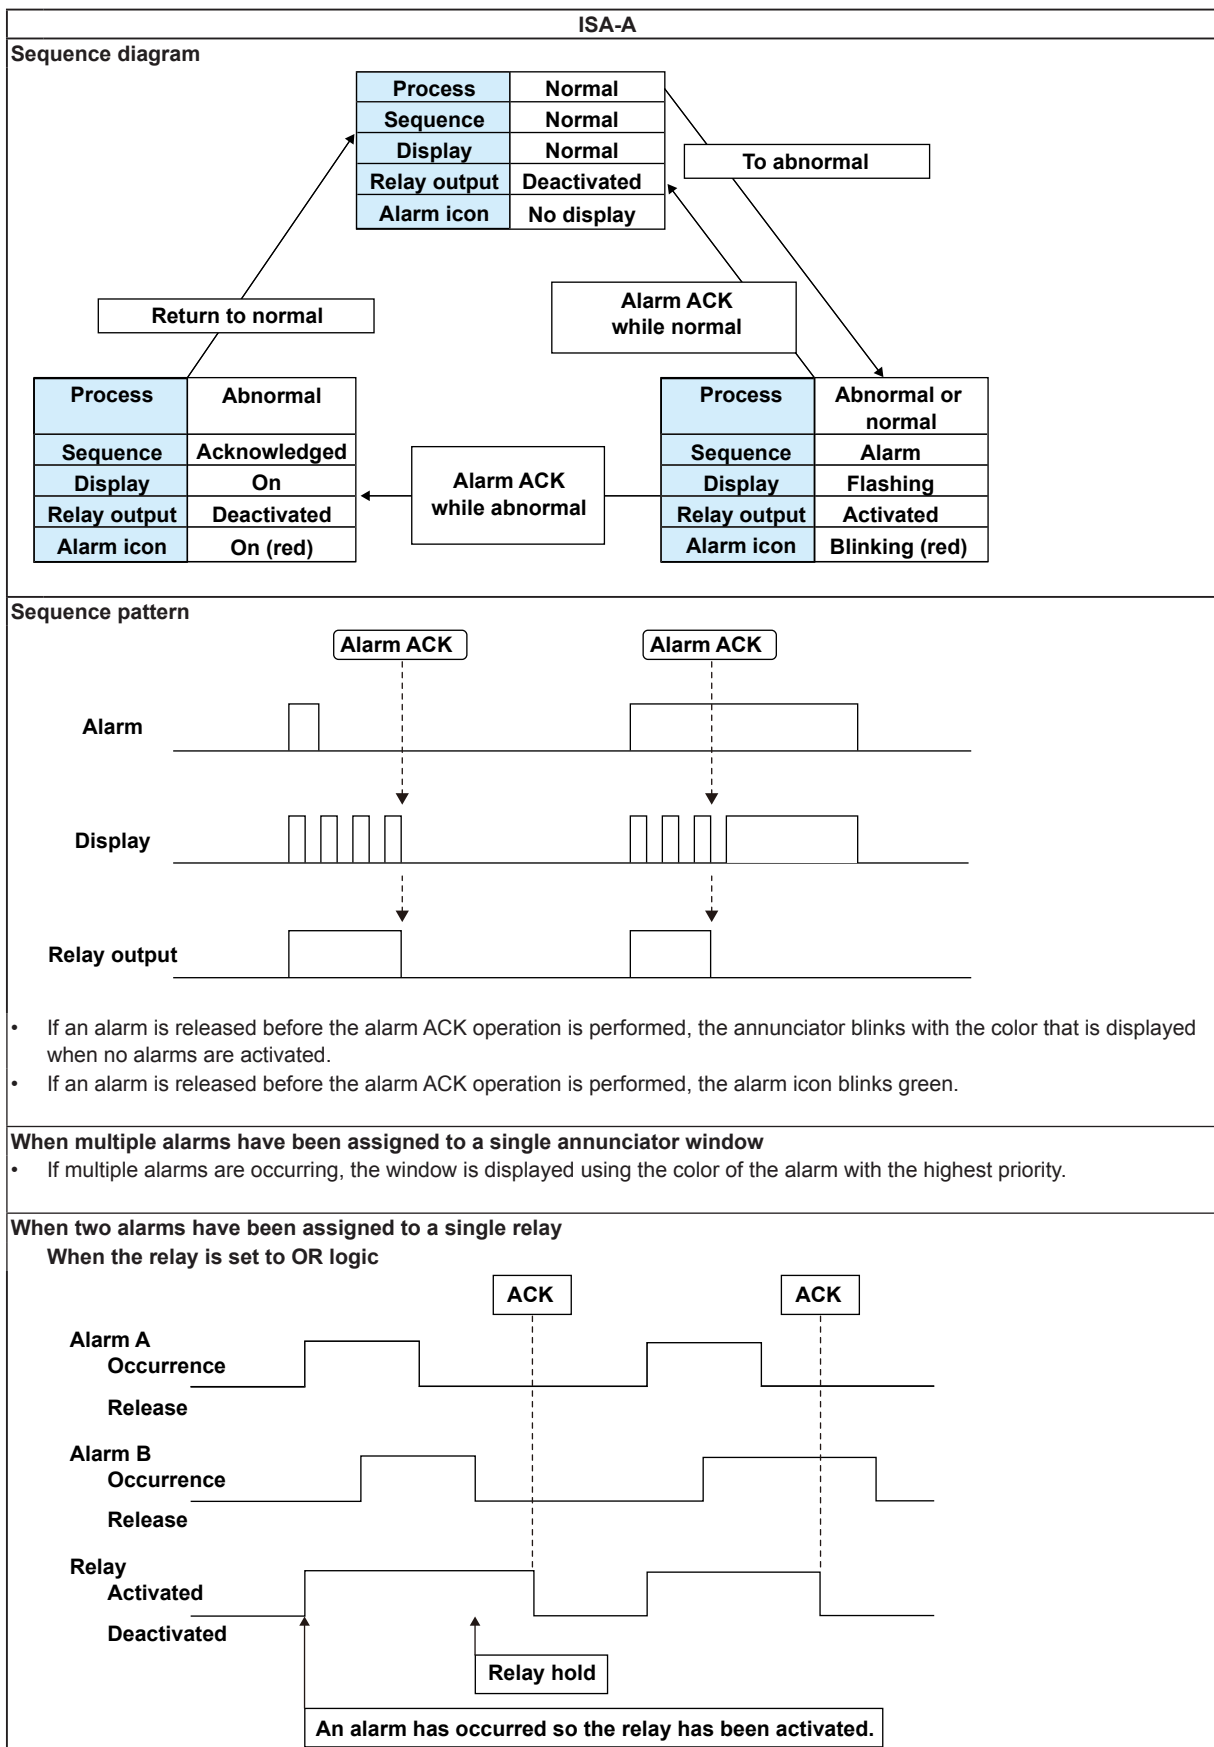 ISA-A
Sequence diagram
Process Normal
Sequence Normal
Display Normal
Relay output Deactivated
Alarm icon No display
To abnormal
Alarm ACK
while normal
Return to normal
Process Abnormal
Sequence Acknowledged
Display On
Relay output Deactivated
Alarm icon On (red)
Alarm ACK
while abnormal
Process Abnormal or
normal
Sequence Alarm
Display Flashing
Relay output Activated
Alarm icon Blinking (red)
Sequence pattern
Alarm ACK Alarm ACK
Alarm
Display
Relay output
• If an alarm is released before the alarm ACK operation is performed, the annunciator blinks with the color that is displayed
when no alarms are activated.
• If an alarm is released before the alarm ACK operation is performed, the alarm icon blinks green.
When multiple alarms have been assigned to a single annunciator window
• If multiple alarms are occurring, the window is displayed using the color of the alarm with the highest priority.
When two alarms have been assigned to a single relay
When the relay is set to OR logic
ACK ACK
Alarm A
Occurrence
Release
Alarm B
Occurrence
Release
Relay
Activated
Deactivated
Relay hold
An alarm has occurred so the relay has been activated.